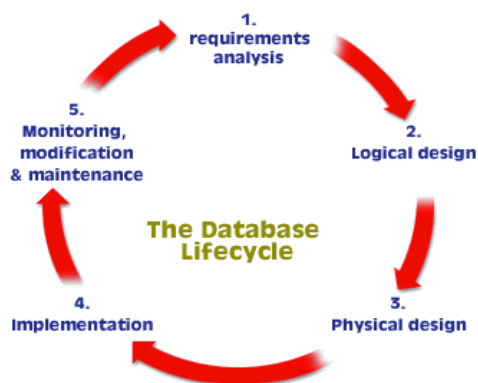 1.
requirements
analysis
2.
Logical design
3.
Physical design
4.
Implementation
5.
Monitoring,
modification
& maintenance
The Database
Lifecycle